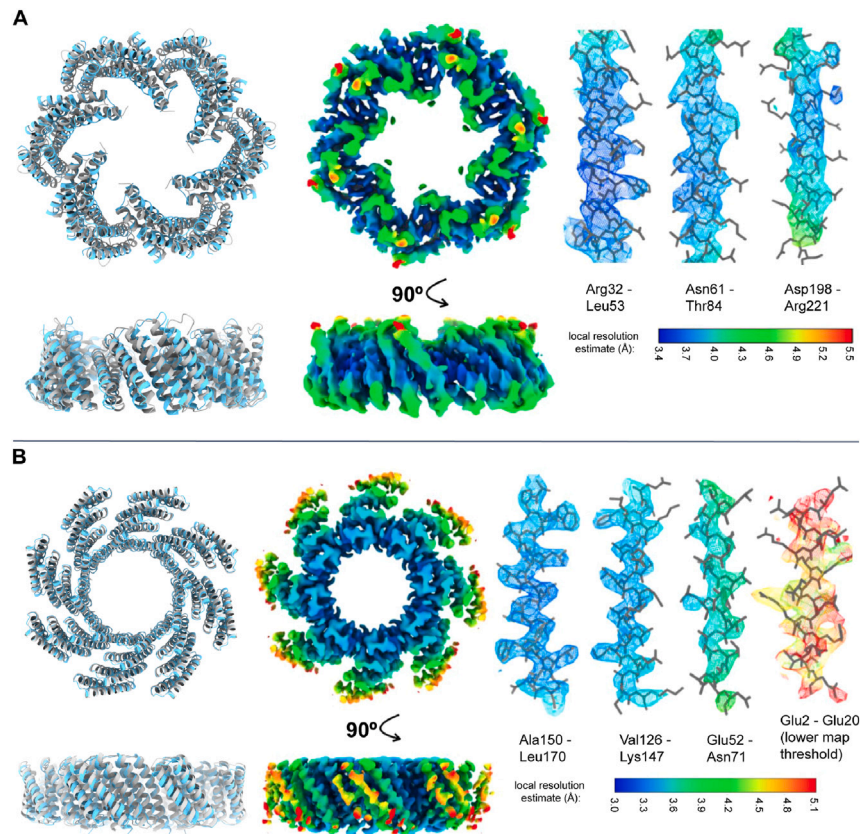 A
90º
Arg32 -
Leu53
Asn61 -
Thr84
Asp198 -
Arg221
local resolution
estimate (Å):
3.4
3.7
4.0
4.3
4.6
4.9
5.2
5.5
B
90º
Ala150 -
Leu170
Val126 -
Lys147
Glu52 -
Asn71
Glu2 - Glu20
(lower map
threshold)
local resolution
estimate (Å):
3.0
3.3
3.6
3.9
4.2
4.5
4.8
5.1